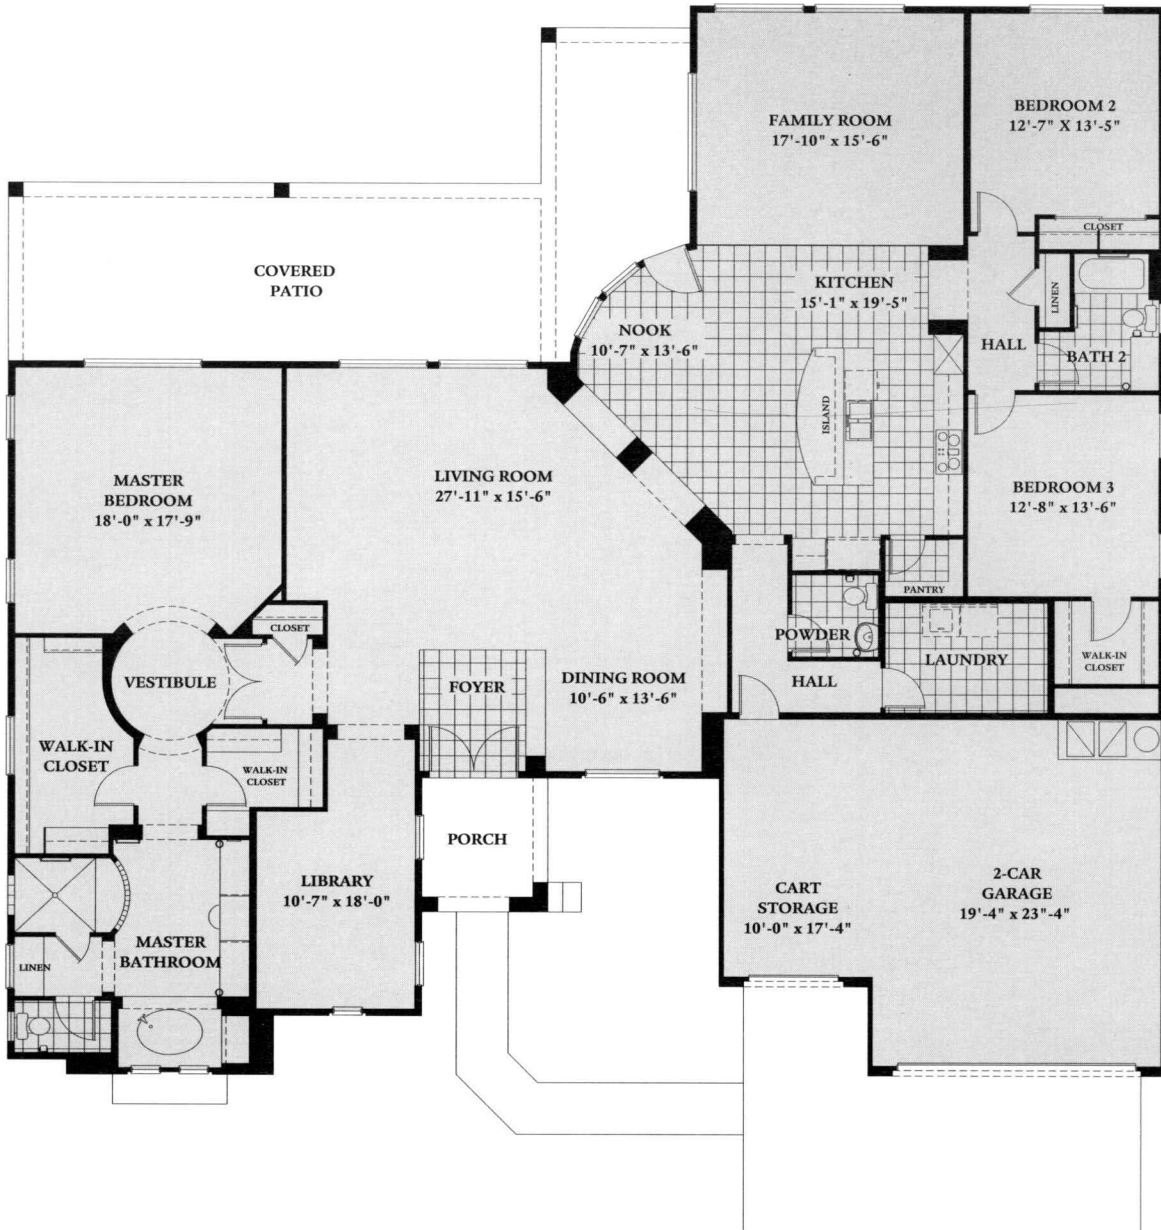 FAMILY ROOM
17'-10" x 15'-6"
BEDROOM 2
12'-7" X 13'-5"
CLOSET
COVERED
PATIO
KITCHEN
15'-1" x 19'-5"
LINEN
NOOK
10'-7" x 13'-6"
HALL
BATH 2
ISLAND
MASTER
BEDROOM
18'-0" x 17'-9"
LIVING ROOM
27'-11" x 15'-6"
BEDROOM 3
12'-8" x 13'-6"
PANTRY
CLOSET
POWDER
LAUNDRY
WALK-IN
CLOSET
VESTIBULE
FOYER
DINING ROOM
10'-6" x 13'-6"
HALL
WALK-IN
CLOSET
WALK-IN
CLOSET
PORCH
LIBRARY
10'-7" x 18'-0"
CART
STORAGE
10'-0" x 17'-4"
2-CAR
GARAGE
19'-4" x 23"-4"
MASTER
BATHROOM
LINEN